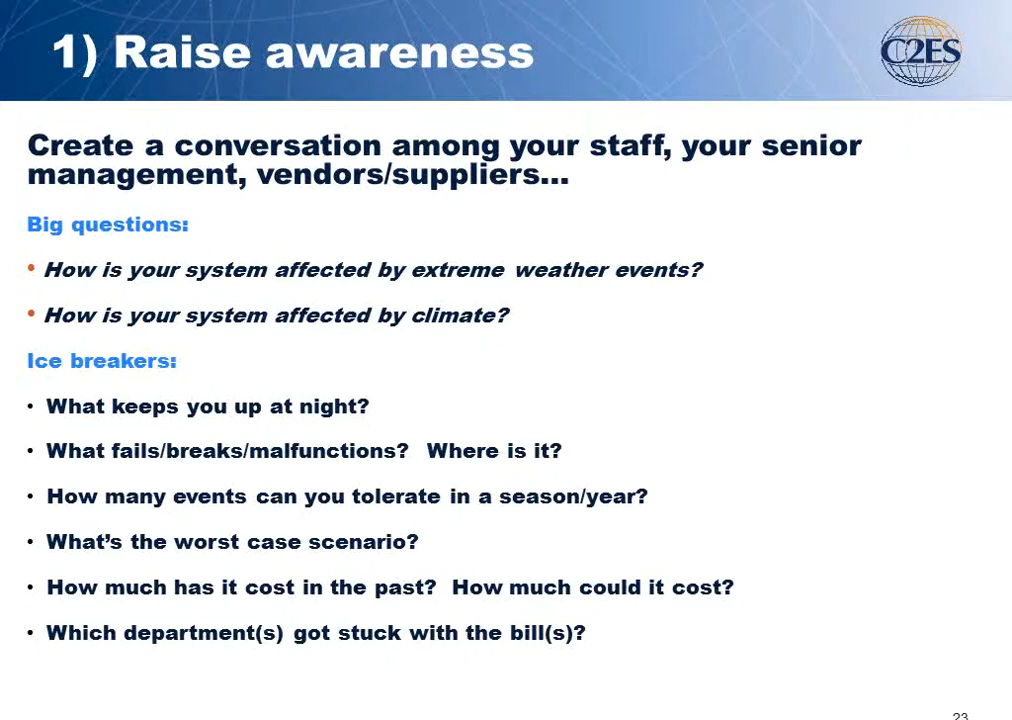 1) Raise awareness
C2ES
Create a conversation among your staff, your senior
management, vendors/suppliers...
Big questions:
• How is your system affected by extreme weather events?
• How is your system affected by climate?
Ice breakers:
• What keeps you up at night?
• What fails/breaks/malfunctions?  Where is it?
• How many events can you tolerate in a season/year?
• What’s the worst case scenario?
• How much has it cost in the past?  How much could it cost?
• Which department(s) got stuck with the bill(s)?
23